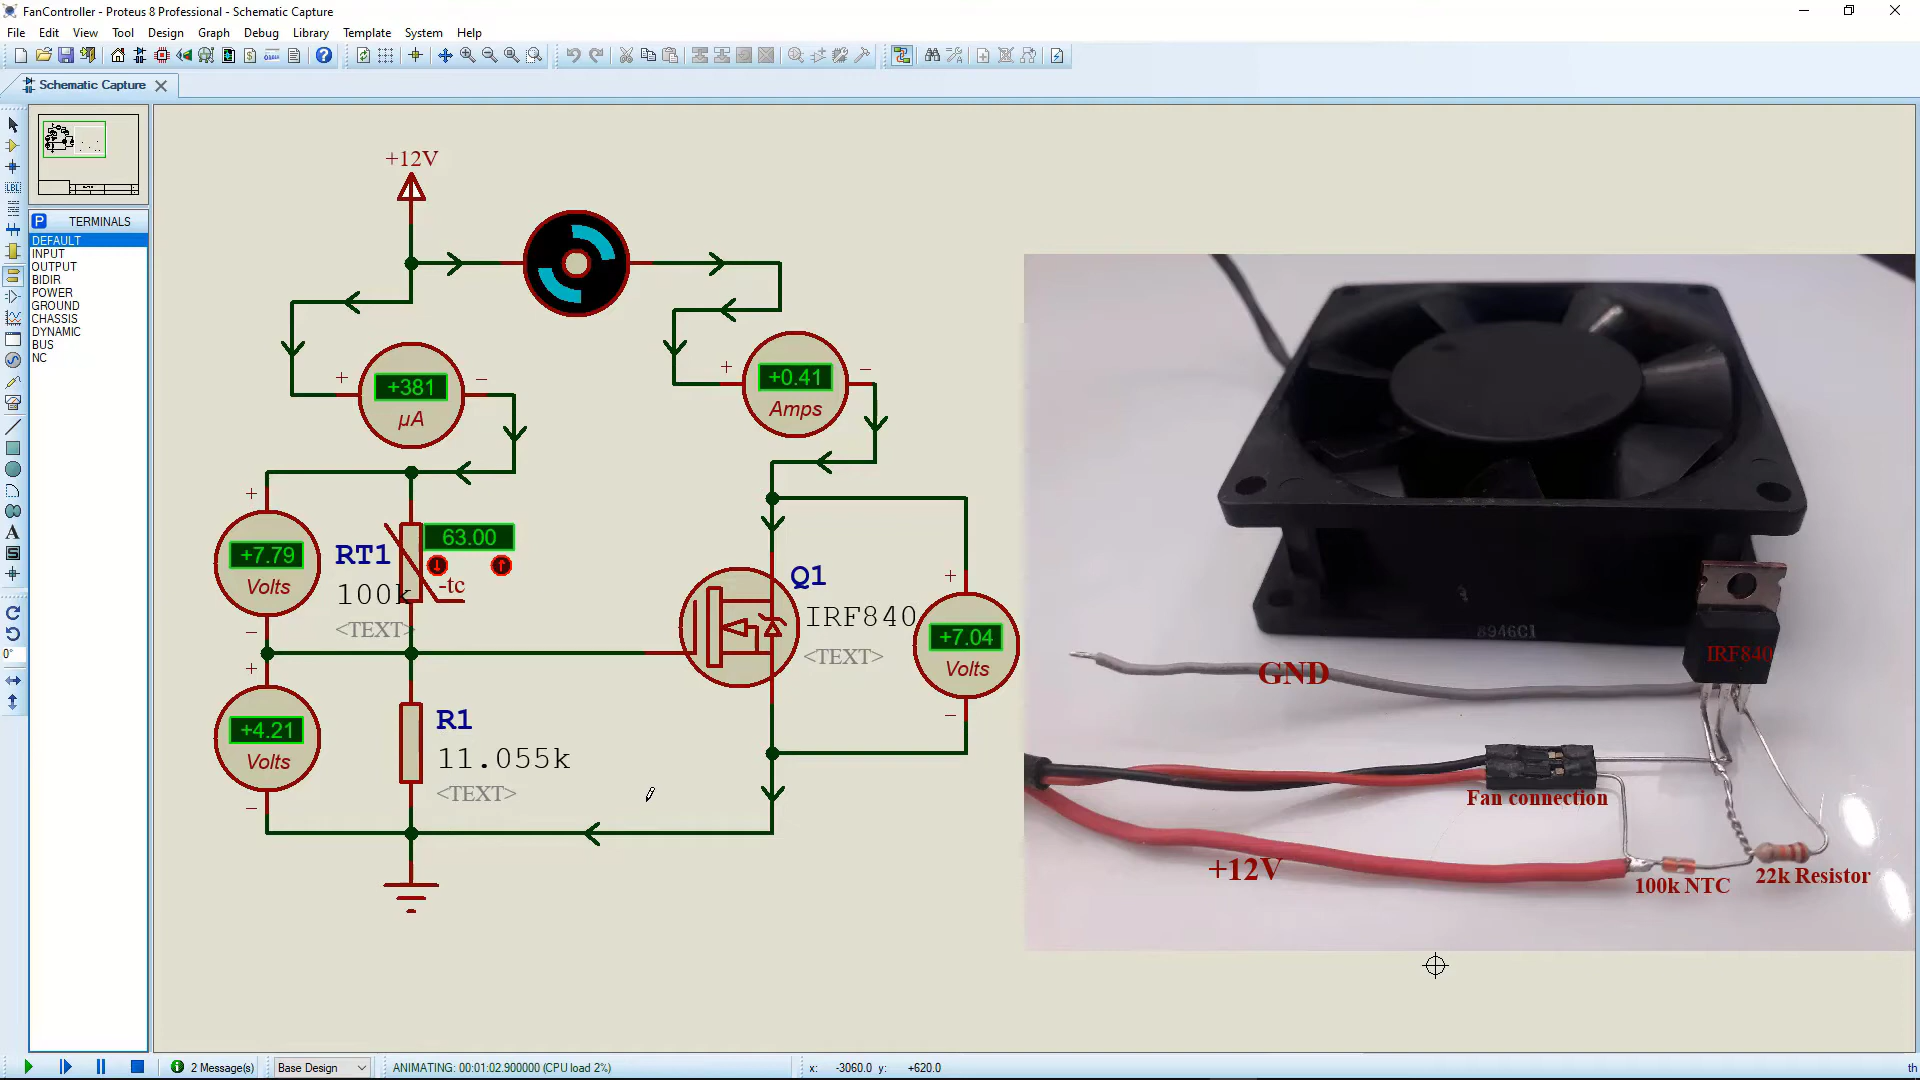 FanController - Proteus 8 Professional - Schematic Capture
File Edit View Tool Design Graph Debug Library Template System Help
Schematic Capture
LBL
A
S
0°
P TERMINALS
DEFAULT
INPUT
OUTPUT
BIDIR
POWER
GROUND
CHASSIS
DYNAMIC
BUS
NC
+12V
+ +381 −
µA
+ +0.41 −
Amps
+
+7.79
Volts
−
RT1
100k
<TEXT>
63.00
-tc
+
+4.21
Volts
−
R1
11.055k
<TEXT>
Q1
IRF840
<TEXT>
+
+7.04
Volts
−
8946C1
IRF840
GND
Fan connection
+12V
100k NTC
22k Resistor
2 Message(s) Base Design ANIMATING: 00:01:02.900000 (CPU load 2%) x: -3060.0 y: +620.0 th